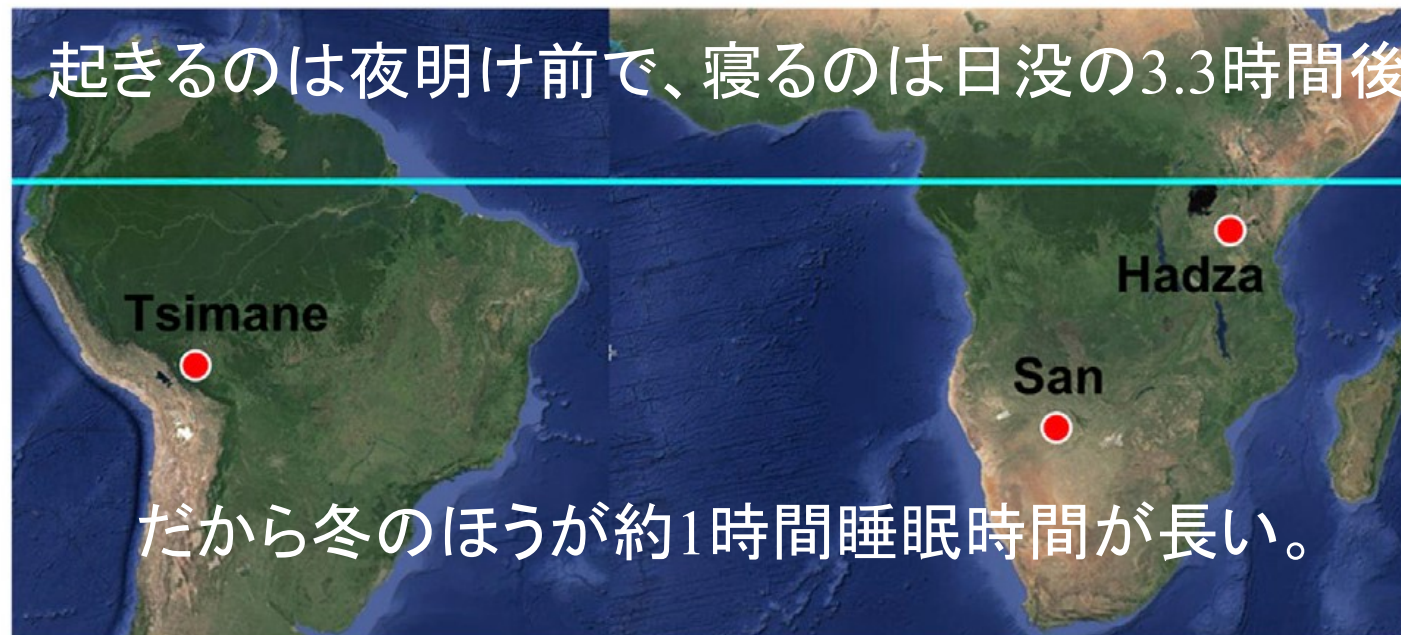 起きるのは夜明け前で、寝るのは日没の3.3時間後
Tsimane
Hadza
San
だから冬のほうが約1時間睡眠時間が長い。